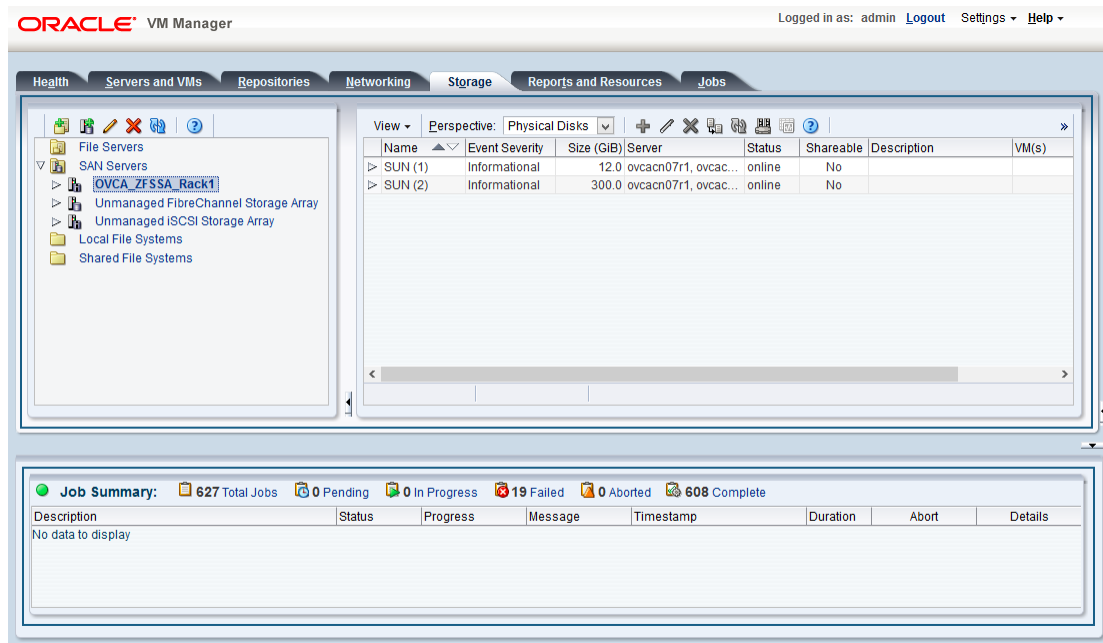 ORACLE VM Manager
Logged in as: admin Logout Settings Help
Health Servers and VMs Repositories Networking Storage Reports and Resources Jobs
File Servers
SAN Servers
OVCA_ZFSSA_Rack1
Unmanaged FibreChannel Storage Array
Unmanaged iSCSI Storage Array
Local File Systems
Shared File Systems
View Perspective: Physical Disks »
Name Event Severity Size (GiB) Server Status Shareable Description VM(s)
SUN (1) Informational 12.0 ovcacn07r1, ovcac... online No
SUN (2) Informational 300.0 ovcacn07r1, ovcac... online No
Job Summary: 627 Total Jobs 0 Pending 0 In Progress 19 Failed 0 Aborted 608 Complete
Description Status Progress Message Timestamp Duration Abort Details
No data to display